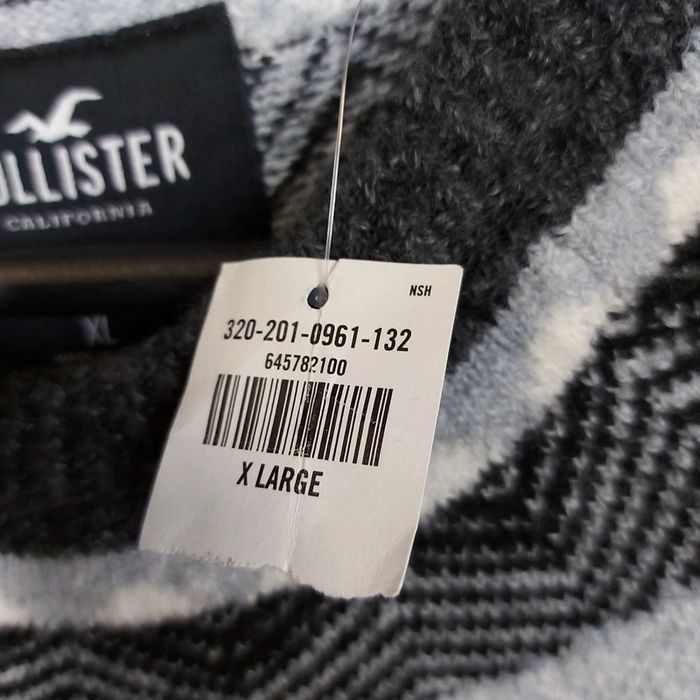 HOLLISTER
CALIFORNIA
XL
NSH
320-201-0961-132
645782100
X LARGE